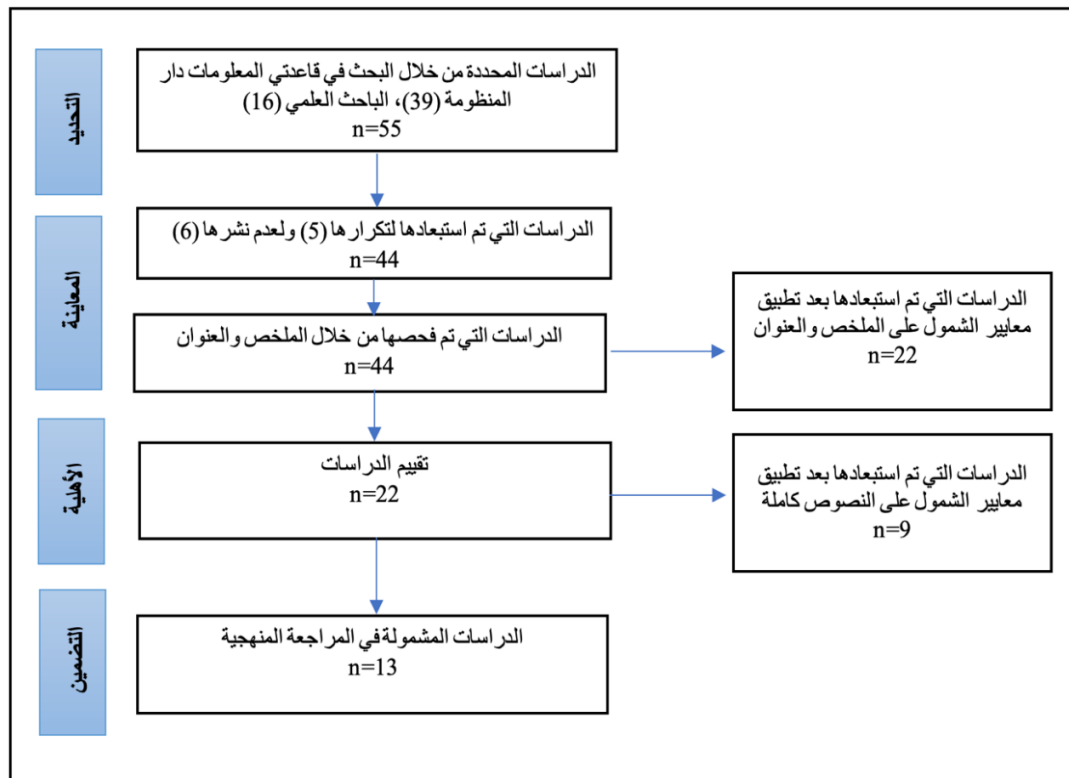 التحديد
الدراسات المحددة من خلال البحث في قاعدتي المعلومات دار
المنظومة (39)، الباحث العلمي (16)
n=55
المعاينة
الدراسات التي تم استبعادها لتكرارها (5) ولعدم نشرها (6)
n=44
الدراسات التي تم فحصها من خلال الملخص والعنوان
n=44
الدراسات التي تم استبعادها بعد تطبيق
معايير الشمول على الملخص والعنوان
n=22
الأهلية
تقييم الدراسات
n=22
الدراسات التي تم استبعادها بعد تطبيق
معايير الشمول على النصوص كاملة
n=9
التضمين
الدراسات المشمولة في المراجعة المنهجية
n=13